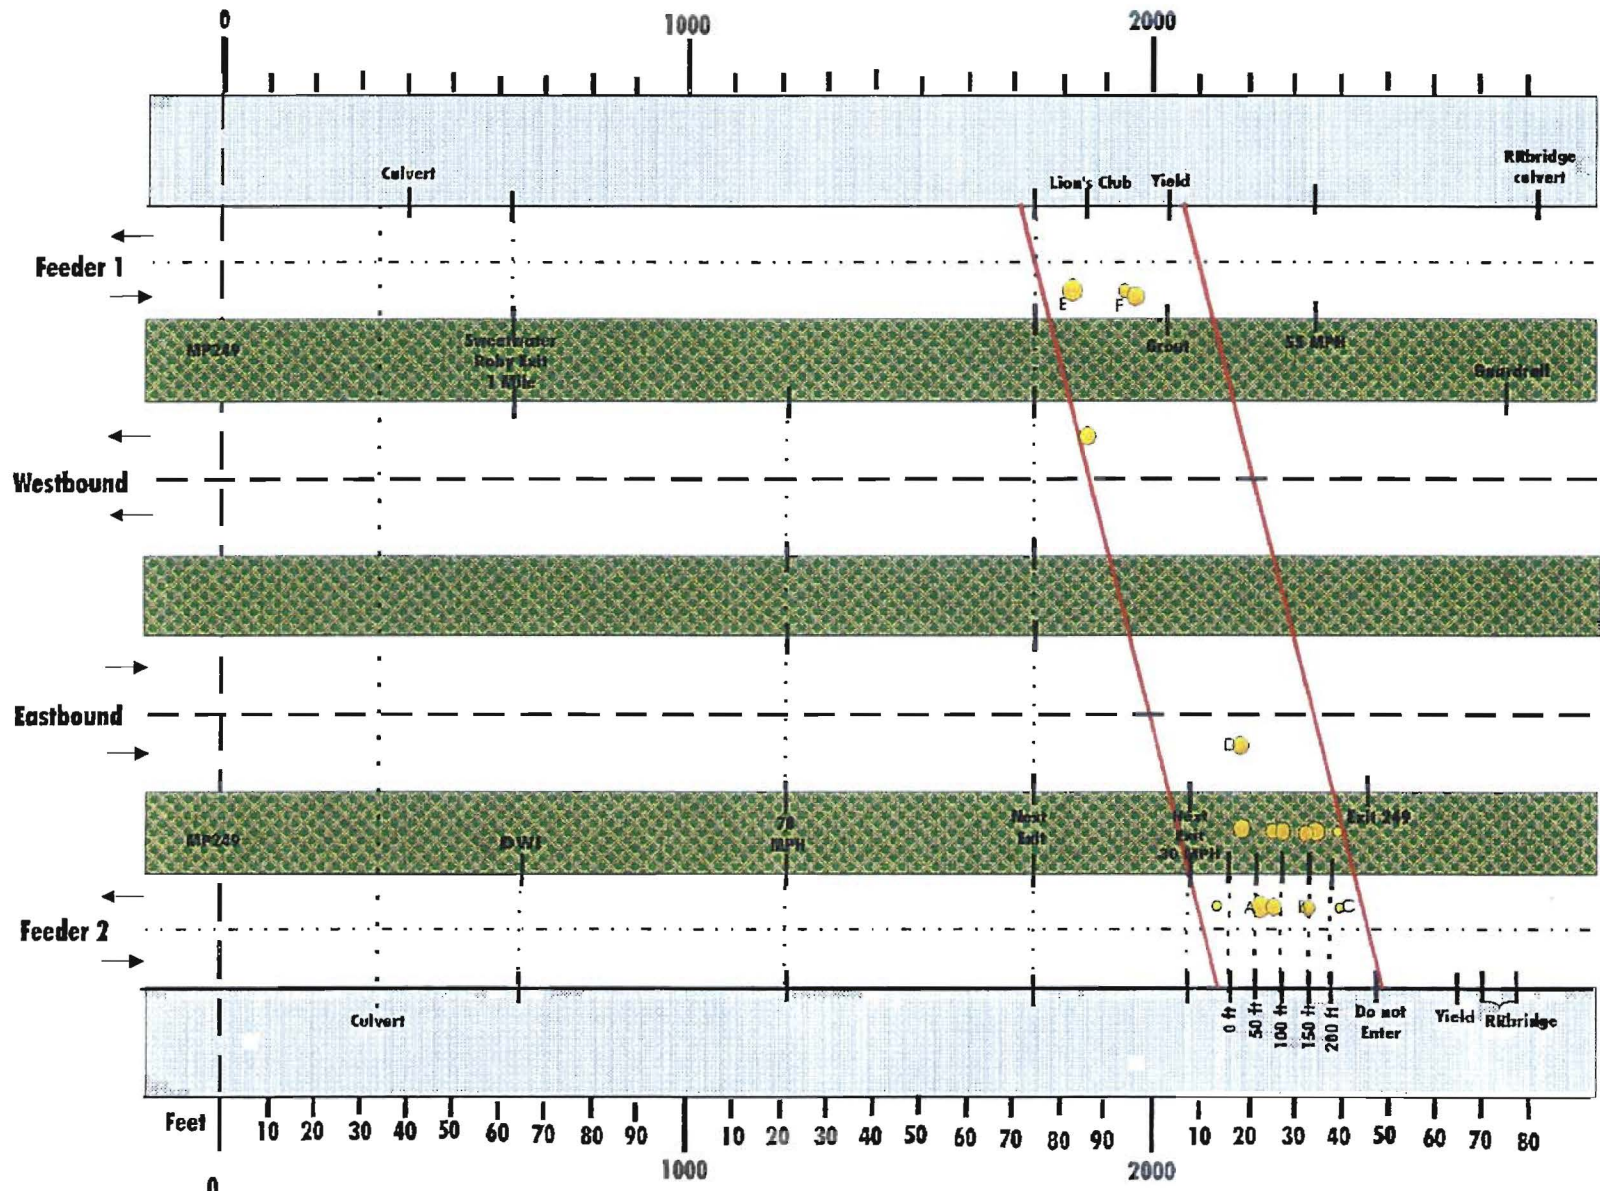 0
1000
2000
Culvert
Lion's Club
Yield
RRbridge
culvert
Feeder 1
E
F
MP249
Sweetwater
Roby Exit
1 Mile
Grout
55 MPH
Guardrail
Westbound
Eastbound
D
MP249
DWI
70
MPH
Next
Exit
Next
Exit
30 MPH
Exit 249
A
C
Feeder 2
Culvert
0 ft
50 ft
100 ft
150 ft
200 ft
Do not
Enter
Yield
RRbridge
Feet
10 20 30 40 50 60 70 80 90 10 20 30 40 50 60 70 80 90 10 20 30 40 50 60 70 80
0
1000
2000